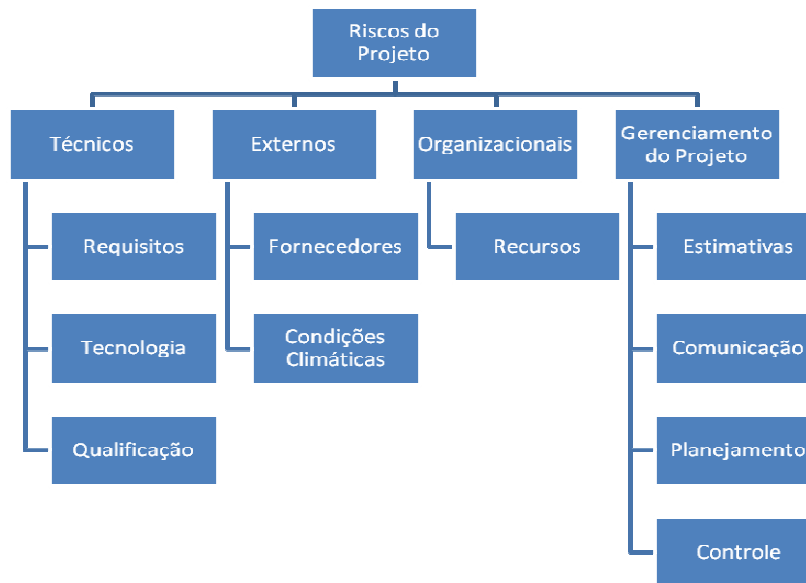 Riscos do
Projeto
Técnicos
Externos
Organizacionais
Gerenciamento
do Projeto
Requisitos
Fornecedores
Recursos
Estimativas
Tecnologia
Condições
Climáticas
Comunicação
Qualificação
Planejamento
Controle